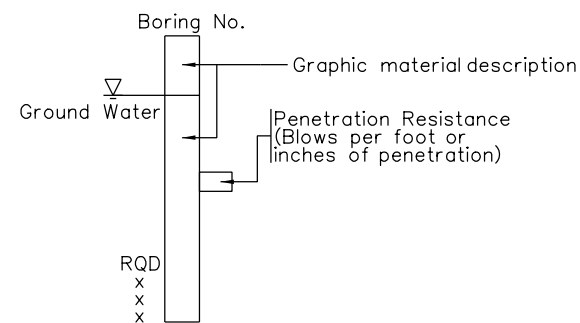 Boring No.
Graphic material description
Ground Water
Penetration Resistance
(Blows per foot or
inches of penetration)
RQD
x
x
x